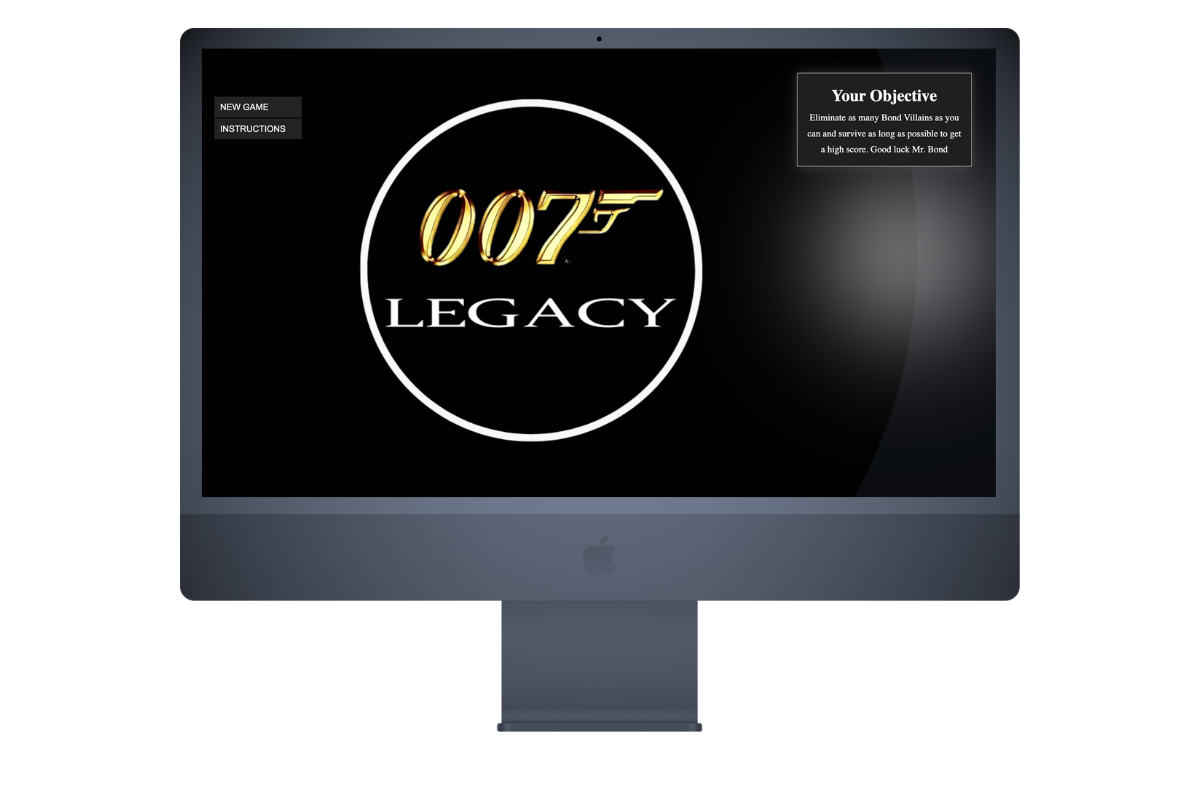 NEW GAME
INSTRUCTIONS
007
LEGACY
Your Objective
Eliminate as many Bond Villains as you
can and survive as long as possible to get
a high score. Good luck Mr. Bond